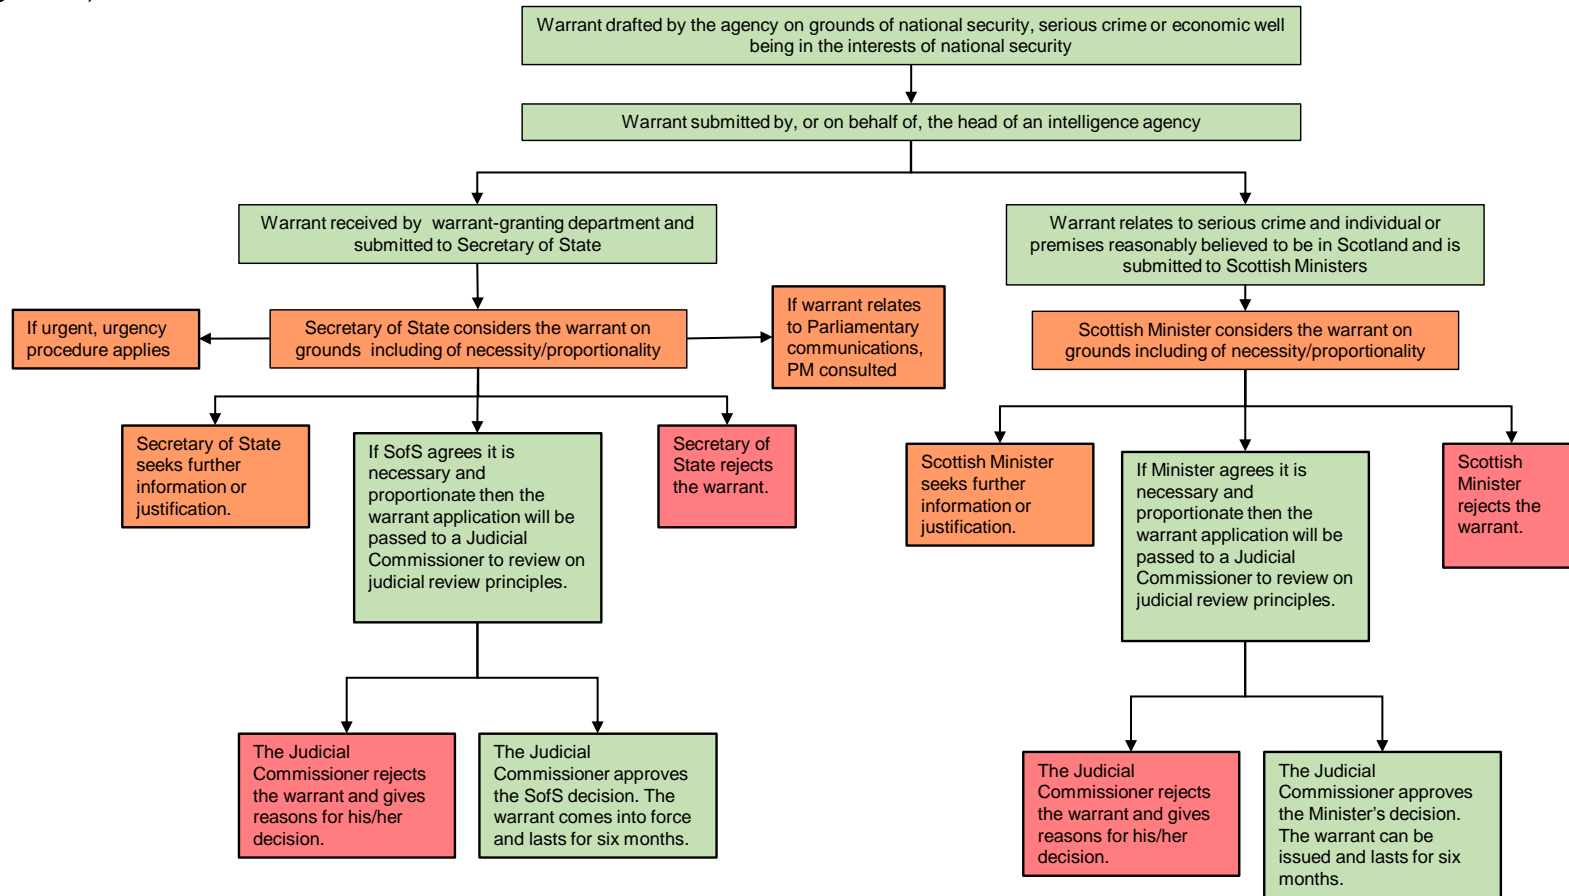 Warrant drafted by the agency on grounds of national security, serious crime or economic well
being in the interests of national security
Warrant submitted by, or on behalf of, the head of an intelligence agency
Warrant received by warrant-granting department and
submitted to Secretary of State
Warrant relates to serious crime and individual or
premises reasonably believed to be in Scotland and is
submitted to Scottish Ministers
If urgent, urgency
procedure applies
Secretary of State considers the warrant on
grounds including of necessity/proportionality
If warrant relates
to Parliamentary
communications,
PM consulted
Scottish Minister considers the warrant on
grounds including of necessity/proportionality
Secretary of State
seeks further
information or
justification.
If SofS agrees it is
necessary and
proportionate then the
warrant application will be
passed to a Judicial
Commissioner to review on
judicial review principles.
Secretary of
State rejects
the warrant.
Scottish Minister
seeks further
information or
justification.
If Minister agrees it is
necessary and
proportionate then the
warrant application will be
passed to a Judicial
Commissioner to review on
judicial review principles.
Scottish
Minister
rejects the
warrant.
The Judicial
Commissioner rejects
the warrant and gives
reasons for his/her
decision.
The Judicial
Commissioner approves
the SofS decision. The
warrant comes into force
and lasts for six months.
The Judicial
Commissioner rejects
the warrant and gives
reasons for his/her
decision.
The Judicial
Commissioner approves
the Minister’s decision.
The warrant can be
issued and lasts for six
months.